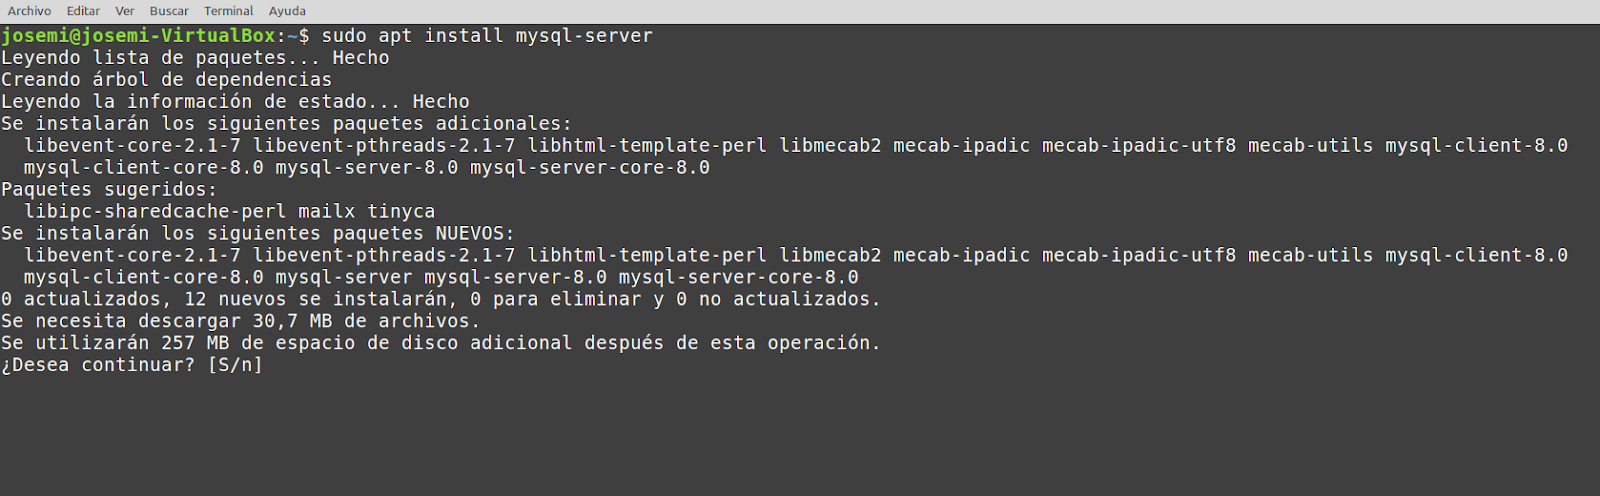 Archivo Editar Ver Buscar Terminal Ayuda
josemi@josemi-VirtualBox:~$ sudo apt install mysql-server
Leyendo lista de paquetes... Hecho
Creando árbol de dependencias
Leyendo la información de estado... Hecho
Se instalarán los siguientes paquetes adicionales:
  libevent-core-2.1-7 libevent-pthreads-2.1-7 libhtml-template-perl libmecab2 mecab-ipadic mecab-ipadic-utf8 mecab-utils mysql-client-8.0
  mysql-client-core-8.0 mysql-server-8.0 mysql-server-core-8.0
Paquetes sugeridos:
  libipc-sharedcache-perl mailx tinyca
Se instalarán los siguientes paquetes NUEVOS:
  libevent-core-2.1-7 libevent-pthreads-2.1-7 libhtml-template-perl libmecab2 mecab-ipadic mecab-ipadic-utf8 mecab-utils mysql-client-8.0
  mysql-client-core-8.0 mysql-server mysql-server-8.0 mysql-server-core-8.0
0 actualizados, 12 nuevos se instalarán, 0 para eliminar y 0 no actualizados.
Se necesita descargar 30,7 MB de archivos.
Se utilizarán 257 MB de espacio de disco adicional después de esta operación.
¿Desea continuar? [S/n]